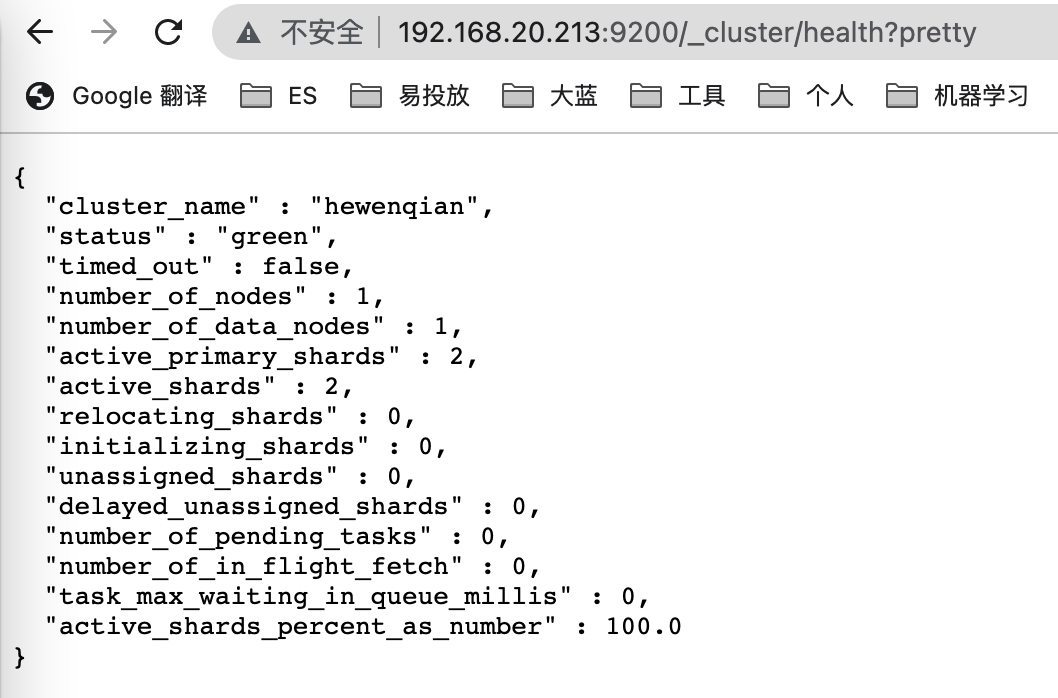 不安全 192.168.20.213:9200/_cluster/health?pretty
Google 翻译 ES 易投放 大蓝 工具 个人 机器学习
{
"cluster_name" : "hewenqian",
"status" : "green",
"timed_out" : false,
"number_of_nodes" : 1,
"number_of_data_nodes" : 1,
"active_primary_shards" : 2,
"active_shards" : 2,
"relocating_shards" : 0,
"initializing_shards" : 0,
"unassigned_shards" : 0,
"delayed_unassigned_shards" : 0,
"number_of_pending_tasks" : 0,
"number_of_in_flight_fetch" : 0,
"task_max_waiting_in_queue_millis" : 0,
"active_shards_percent_as_number" : 100.0
}